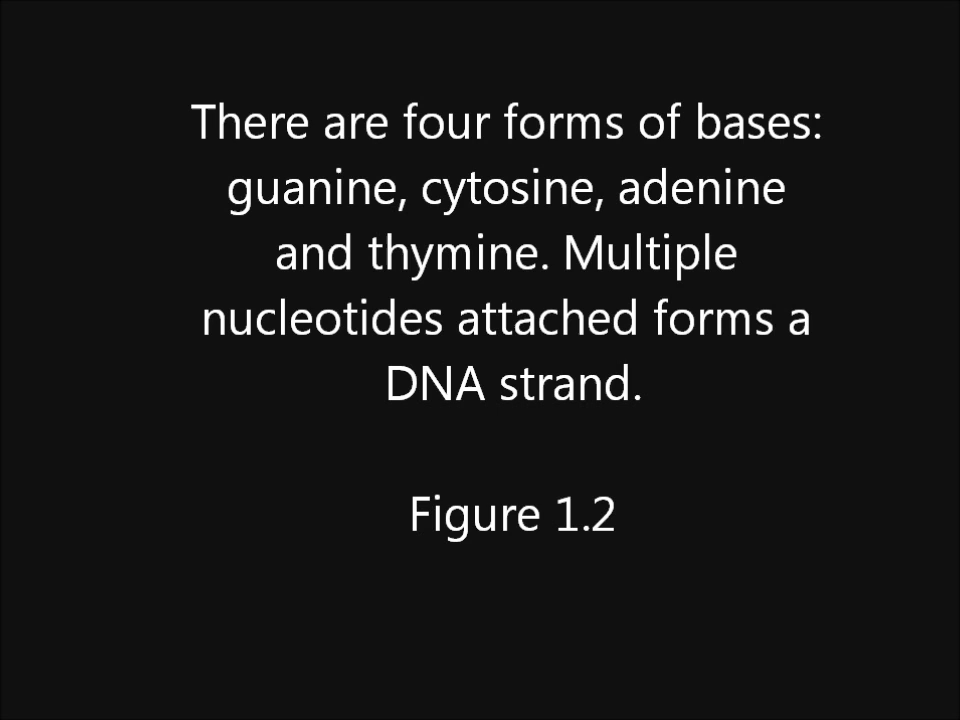 There are four forms of bases:
guanine, cytosine, adenine
and thymine. Multiple
nucleotides attached forms a
DNA strand.
Figure 1.2